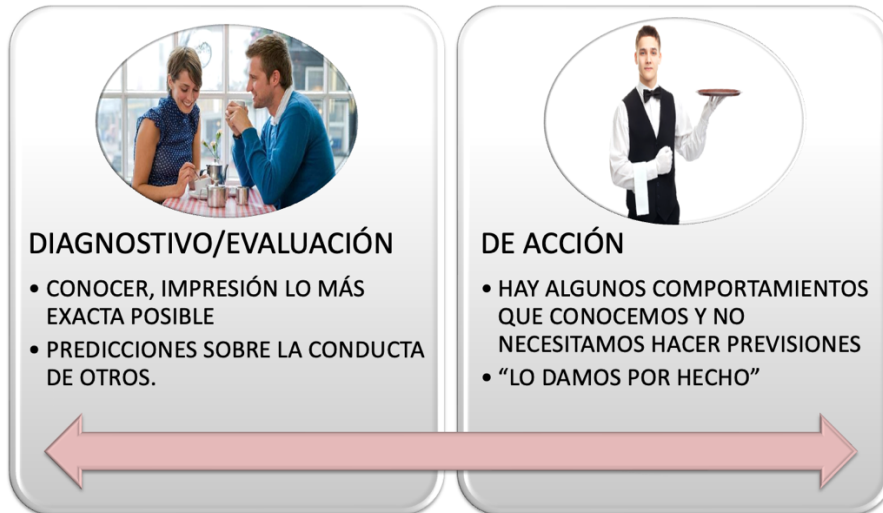 DIAGNOSTIVO/EVALUACIÓN
• CONOCER, IMPRESIÓN LO MÁS
EXACTA POSIBLE
• PREDICCIONES SOBRE LA CONDUCTA
DE OTROS.
DE ACCIÓN
• HAY ALGUNOS COMPORTAMIENTOS
QUE CONOCEMOS Y NO
NECESITAMOS HACER PREVISIONES
• “LO DAMOS POR HECHO”